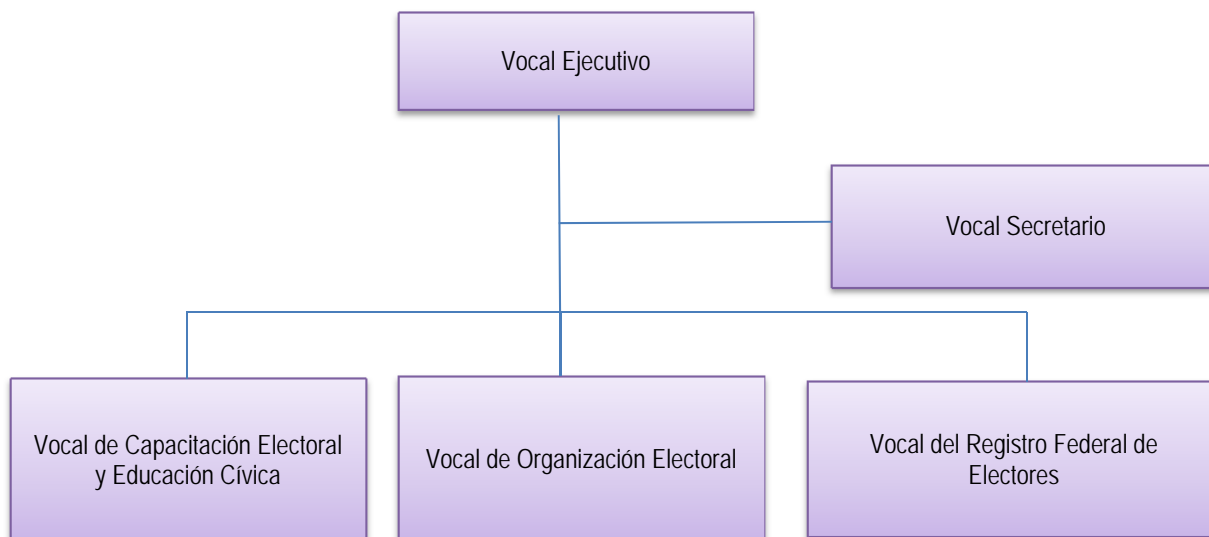 Vocal Ejecutivo
Vocal Secretario
Vocal de Capacitación Electoral
y Educación Cívica
Vocal de Organización Electoral
Vocal del Registro Federal de
Electores